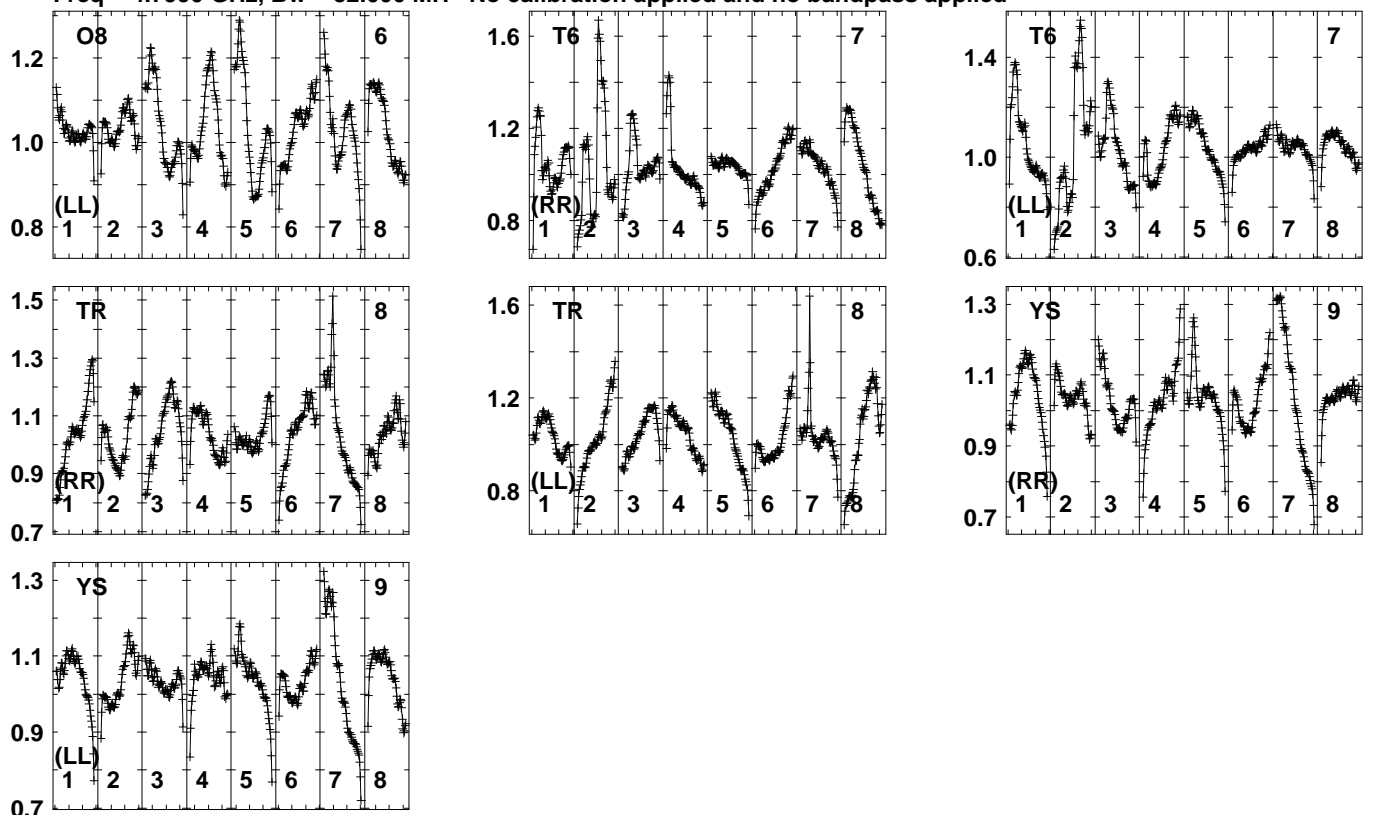 No calibration applied and no bandpass applied
O8 6 T6 7 T6 7
1.2 1.6 1.4
1.0 1.2 1.0
0.8 0.8 0.6
(LL) (RR) (LL)
1 2 3 4 5 6 7 8 1 2 3 4 5 6 7 8 1 2 3 4 5 6 7 8
TR 8 TR 8 YS 9
1.5 1.6 1.3
1.3 1.2 1.1
1.1 0.8 0.9
0.9 0.7
0.7
(RR) (LL) (RR)
1 2 3 4 5 6 7 8 1 2 3 4 5 6 7 8 1 2 3 4 5 6 7 8
YS 9
1.3
1.1
0.9
0.7
(LL)
1 2 3 4 5 6 7 8